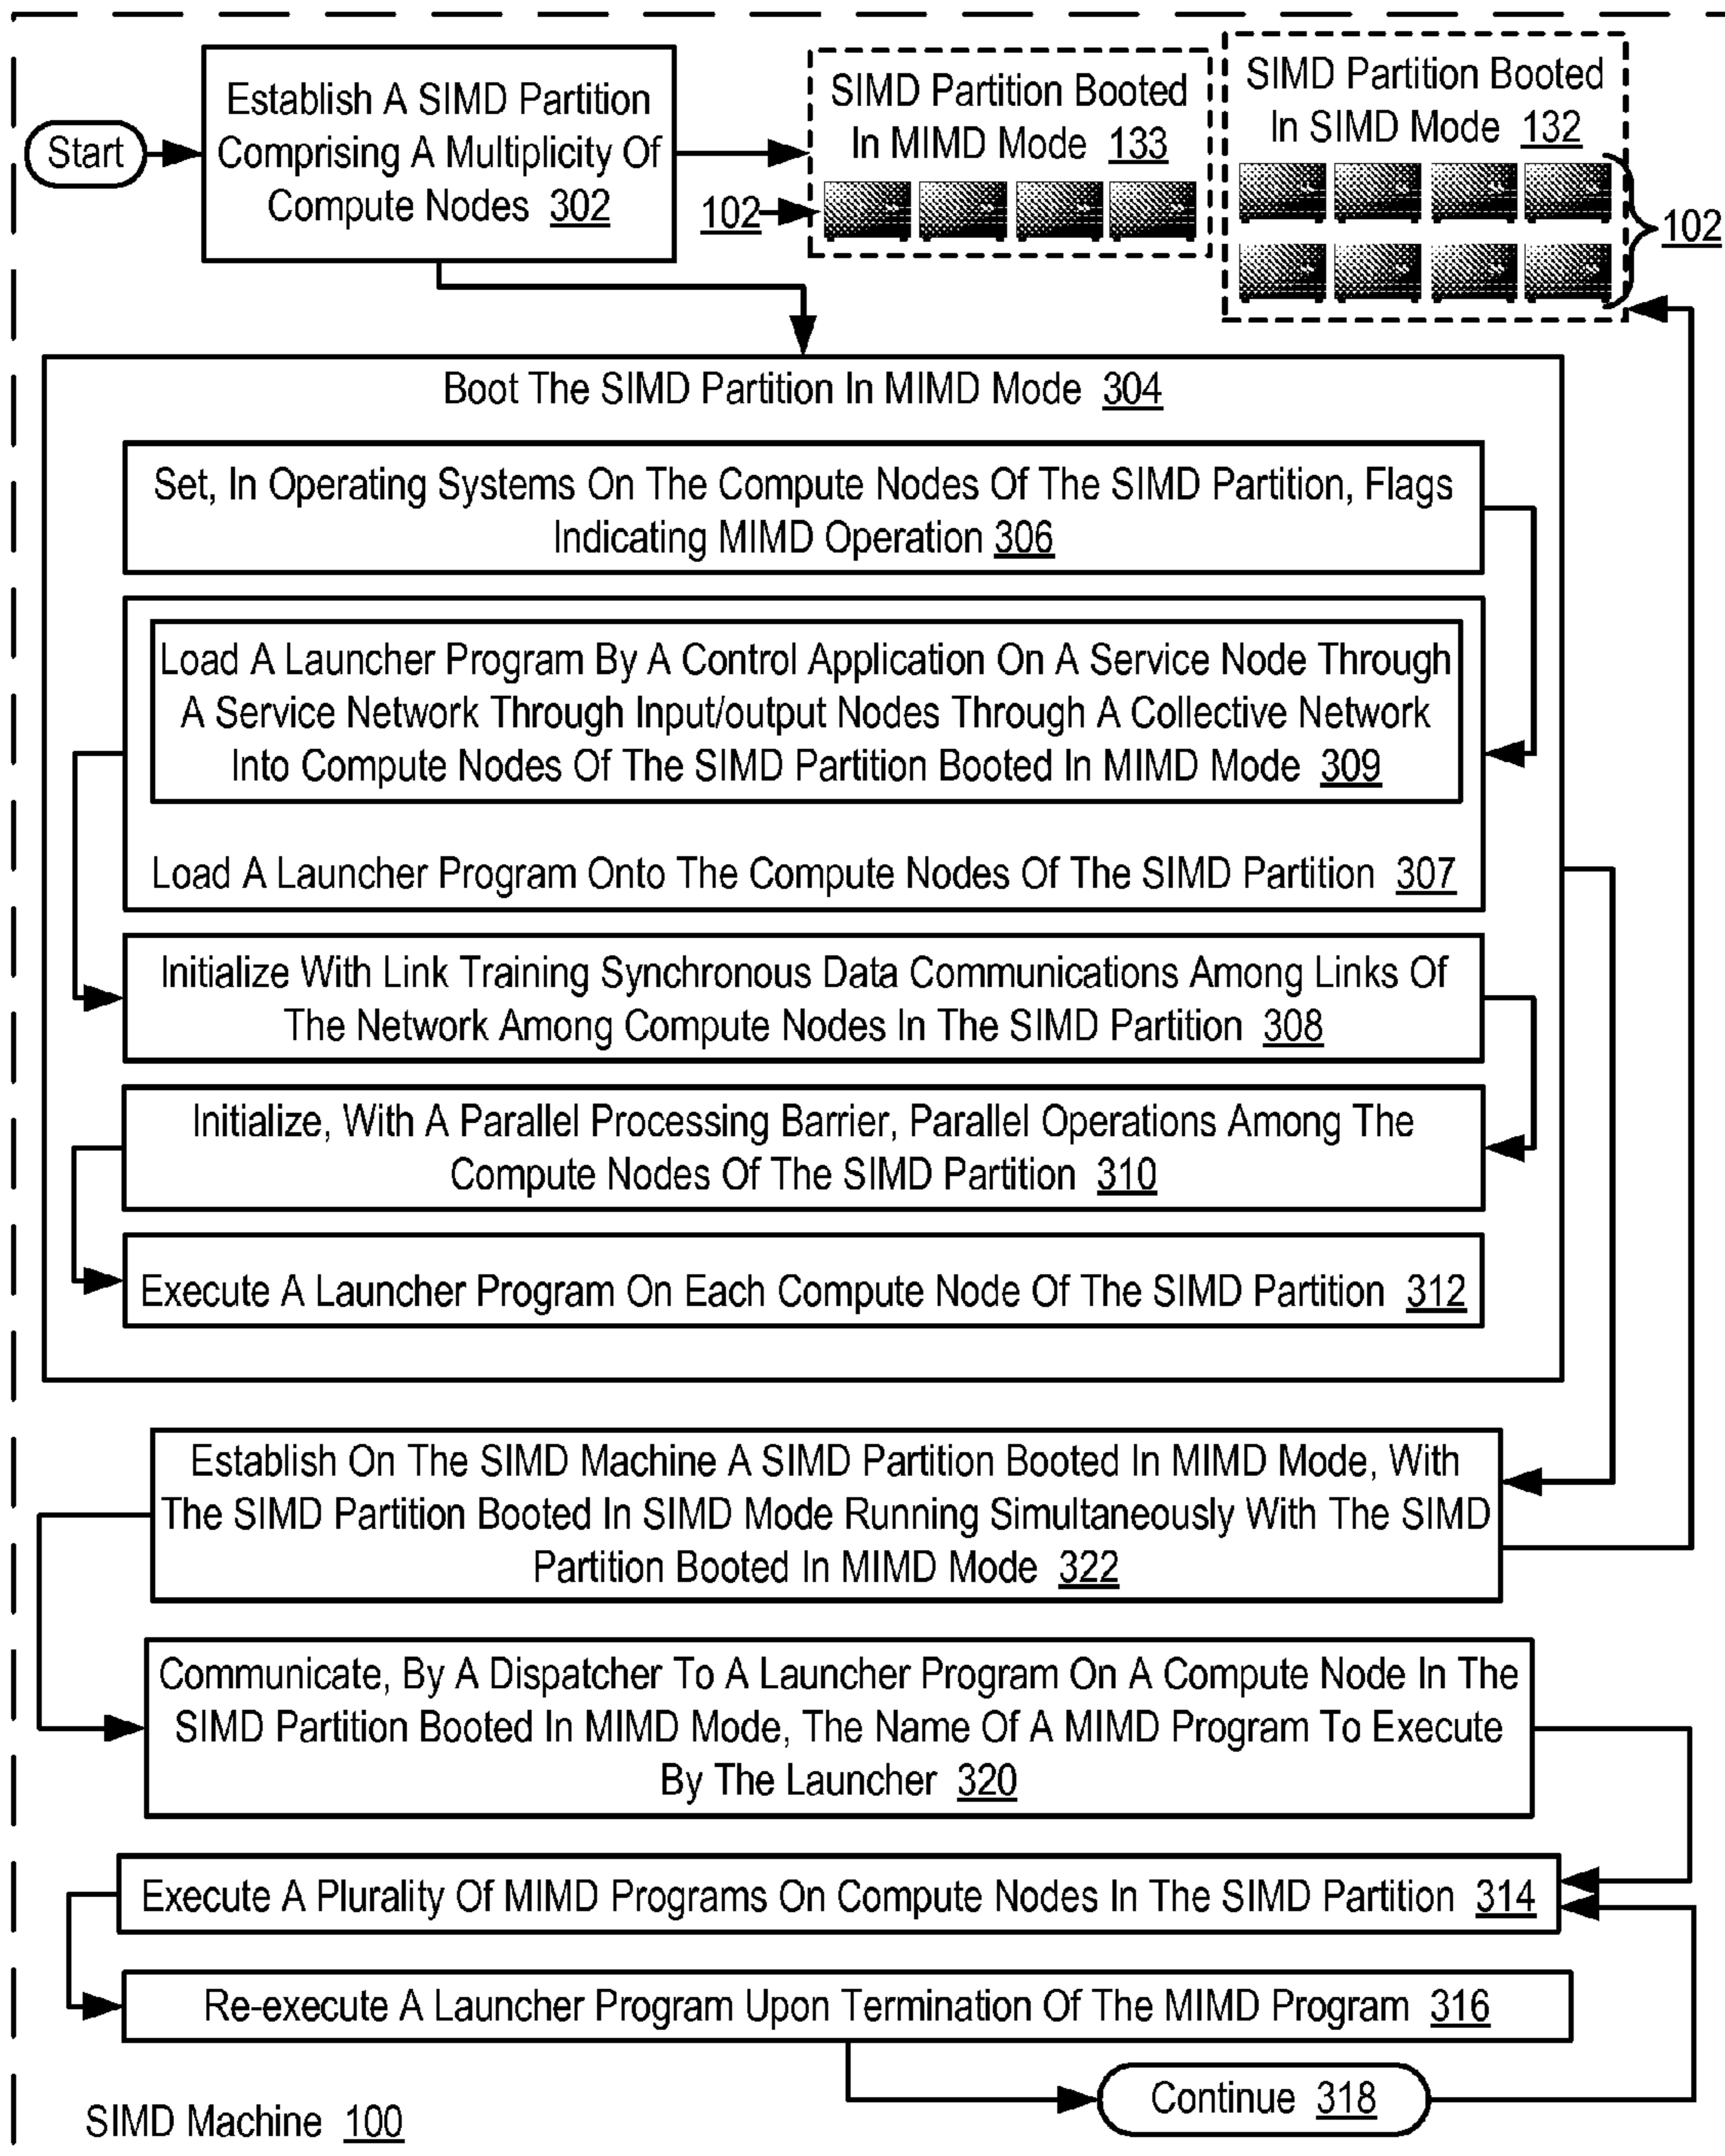 Start
Establish A SIMD Partition
Comprising A Multiplicity Of
Compute Nodes 302
SIMD Partition Booted
In MIMD Mode 133
102
SIMD Partition Booted
In SIMD Mode 132
102
Boot The SIMD Partition In MIMD Mode 304
Set, In Operating Systems On The Compute Nodes Of The SIMD Partition, Flags
Indicating MIMD Operation 306
Load A Launcher Program By A Control Application On A Service Node Through
A Service Network Through Input/output Nodes Through A Collective Network
Into Compute Nodes Of The SIMD Partition Booted In MIMD Mode 309
Load A Launcher Program Onto The Compute Nodes Of The SIMD Partition 307
Initialize With Link Training Synchronous Data Communications Among Links Of
The Network Among Compute Nodes In The SIMD Partition 308
Initialize, With A Parallel Processing Barrier, Parallel Operations Among The
Compute Nodes Of The SIMD Partition 310
Execute A Launcher Program On Each Compute Node Of The SIMD Partition 312
Establish On The SIMD Machine A SIMD Partition Booted In MIMD Mode, With
The SIMD Partition Booted In SIMD Mode Running Simultaneously With The SIMD
Partition Booted In MIMD Mode 322
Communicate, By A Dispatcher To A Launcher Program On A Compute Node In The
SIMD Partition Booted In MIMD Mode, The Name Of A MIMD Program To Execute
By The Launcher 320
Execute A Plurality Of MIMD Programs On Compute Nodes In The SIMD Partition 314
Re-execute A Launcher Program Upon Termination Of The MIMD Program 316
Continue 318
SIMD Machine 100